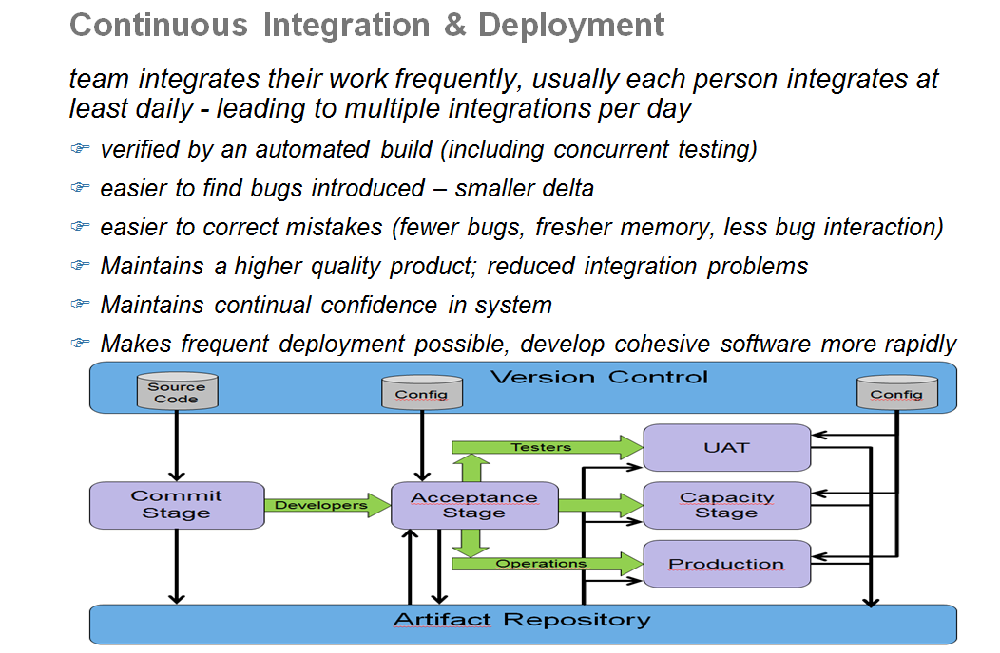 Continuous Integration & Deployment
team integrates their work frequently, usually each person integrates at
least daily - leading to multiple integrations per day
verified by an automated build (including concurrent testing)
easier to find bugs introduced – smaller delta
easier to correct mistakes (fewer bugs, fresher memory, less bug interaction)
Maintains a higher quality product; reduced integration problems
Maintains continual confidence in system
Makes frequent deployment possible, develop cohesive software more rapidly
Version Control
Source
Code
Config
Config
Testers
UAT
Commit
Stage
Developers
Acceptance
Stage
Capacity
Stage
Operations
Production
Artifact Repository